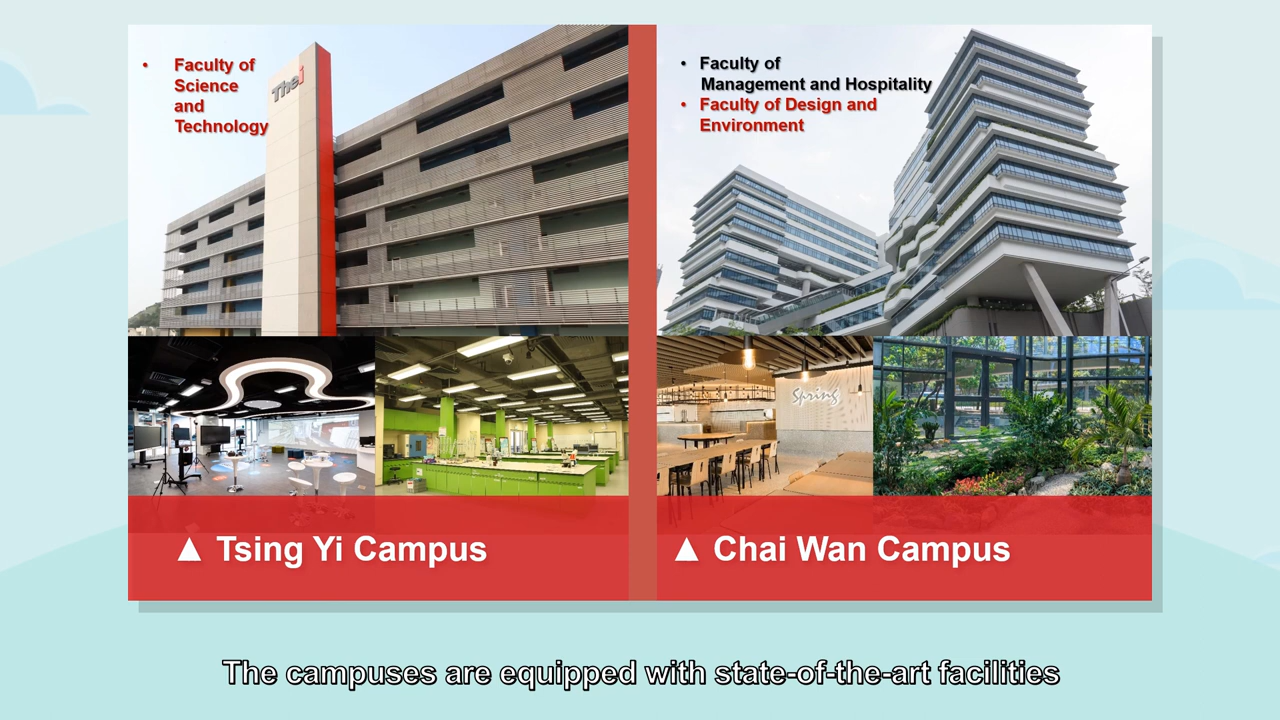 • Faculty of
Science
and
Technology
Thei
• Faculty of
Management and Hospitality
• Faculty of Design and
Environment
Spring
▲ Tsing Yi Campus
▲ Chai Wan Campus
The campuses are equipped with state-of-the-art facilities